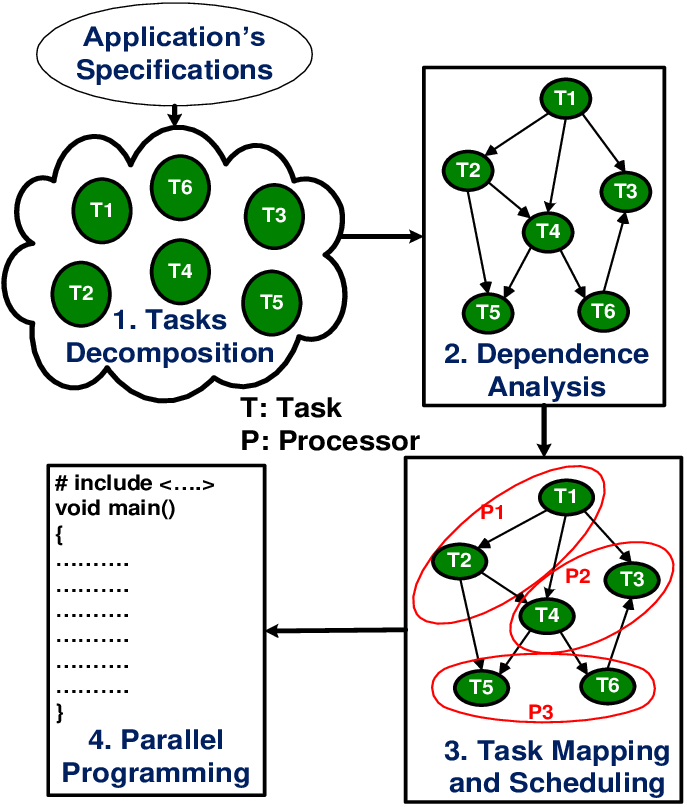 Application’s
Specifications
T1
T6
T3
T2
T4
T5
1. Tasks
Decomposition
T1
T2
T3
T4
T5
T6
2. Dependence
Analysis
T: Task
P: Processor
T1
P1
T2
P2
T3
T4
T5
T6
P3
3. Task Mapping
and Scheduling
# include <....>
void main()
{
..........
..........
..........
..........
..........
..........
}
4. Parallel
Programming